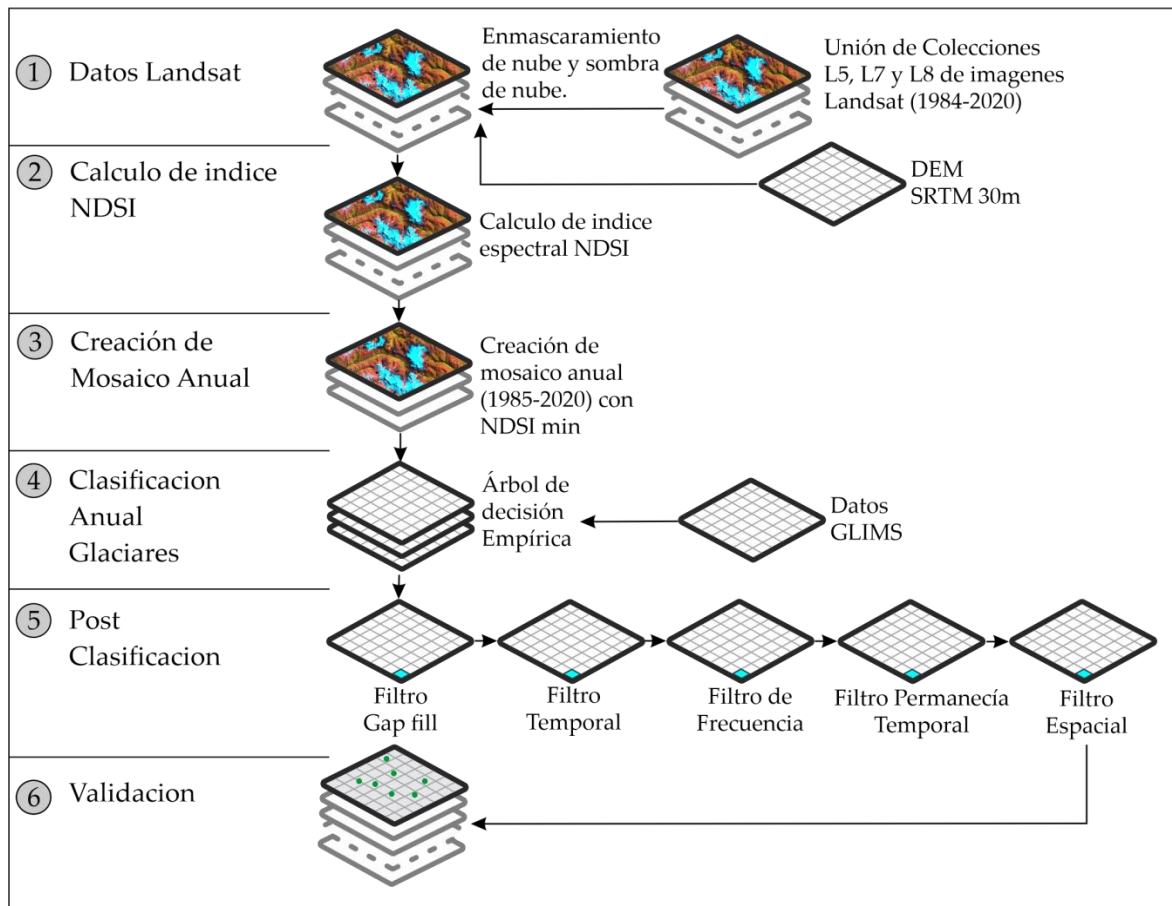 1
Datos Landsat
Enmascaramiento
de nube y sombra
de nube.
Unión de Colecciones
L5, L7 y L8 de imagenes
Landsat (1984-2020)
DEM
SRTM 30m
2
Calculo de indice
NDSI
Calculo de indice
espectral NDSI
3
Creación de
Mosaico Anual
Creación de
mosaico anual
(1985-2020) con
NDSI min
4
Clasificacion
Anual
Glaciares
Árbol de
decisión
Empírica
Datos
GLIMS
5
Post
Clasificacion
Filtro
Gap fill
Filtro
Temporal
Filtro de
Frecuencia
Filtro Permanecía
Temporal
Filtro
Espacial
6
Validacion